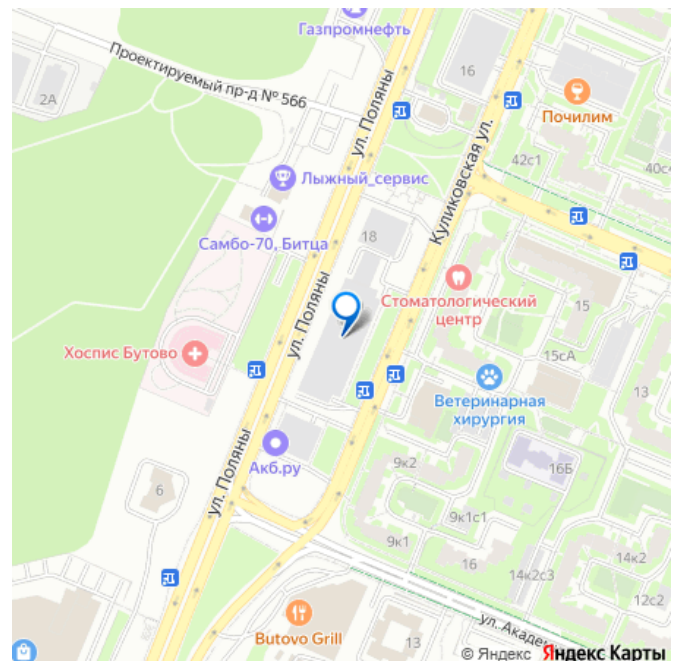 Газпромнефть
Проектируемый пр-д № 566
2А
16
ул. Поляны
Почилим
42с1
40с4
Куликовская ул.
Лыжный_сервис
Самбо-70, Битца
18
Стоматологический
центр
15
ул. Поляны
Хоспис Бутово
15сА
13
Ветеринарная
хирургия
Акб.ру
9к2
16Б
ул. Поляны
6
9к1с1
9к1
16
14к2
14к2с3
12с2
ул. Акаде
Butovo Grill
13
© Яндекс Яндекс Карты